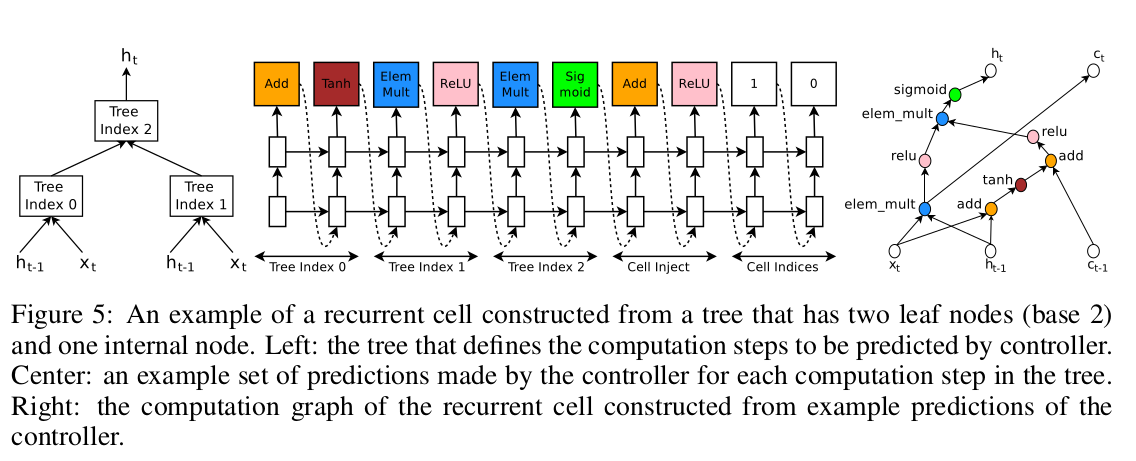 h_t
Tree
Index 2
Tree
Index 0
Tree
Index 1
h_{t-1}
x_t
h_{t-1}
x_t
Add
Tanh
Elem
Mult
ReLU
Elem
Mult
Sig
moid
Add
ReLU
1
0
Tree Index 0
Tree Index 1
Tree Index 2
Cell Inject
Cell Indices
h_t
c_t
sigmoid
elem_mult
relu
relu
add
tanh
elem_mult
add
x_t
h_{t-1}
c_{t-1}
Figure 5: An example of a recurrent cell constructed from a tree that has two leaf nodes (base 2)
and one internal node. Left: the tree that defines the computation steps to be predicted by controller.
Center: an example set of predictions made by the controller for each computation step in the tree.
Right: the computation graph of the recurrent cell constructed from example predictions of the
controller.